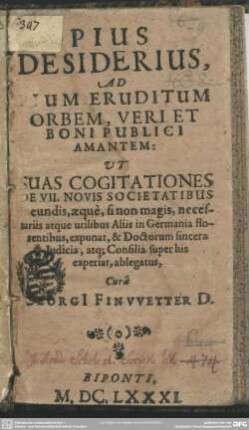 397
PIUS
DESIDERIUS,
AD
UM ERUDITUM
ORBEM, VERI ET
BONI PUBLICI
AMANTEM:
UT
SUAS COGITATIONES
DE VII. NOVIS SOCIETATIBUS
cundis, æquè, si non magis, neces-
sariis atque utilibus Aliis in Germania flo-
rentibus, exponat, & Doctorum sincera
Judicia, atq; Consilia super his
experiat, ablegatus,
Curâ
ORGI FINVVETTER D.
BIPONTI,
M, DC, LXXXI.